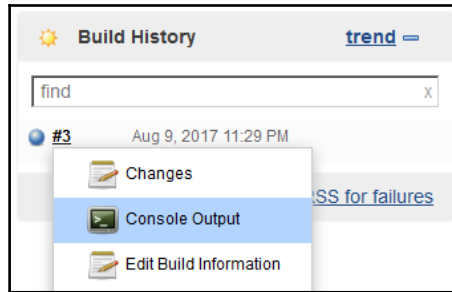 Build History trend
find X
#3 Aug 9, 2017 11:29 PM
Changes
SS for failures
Console Output
Edit Build Information